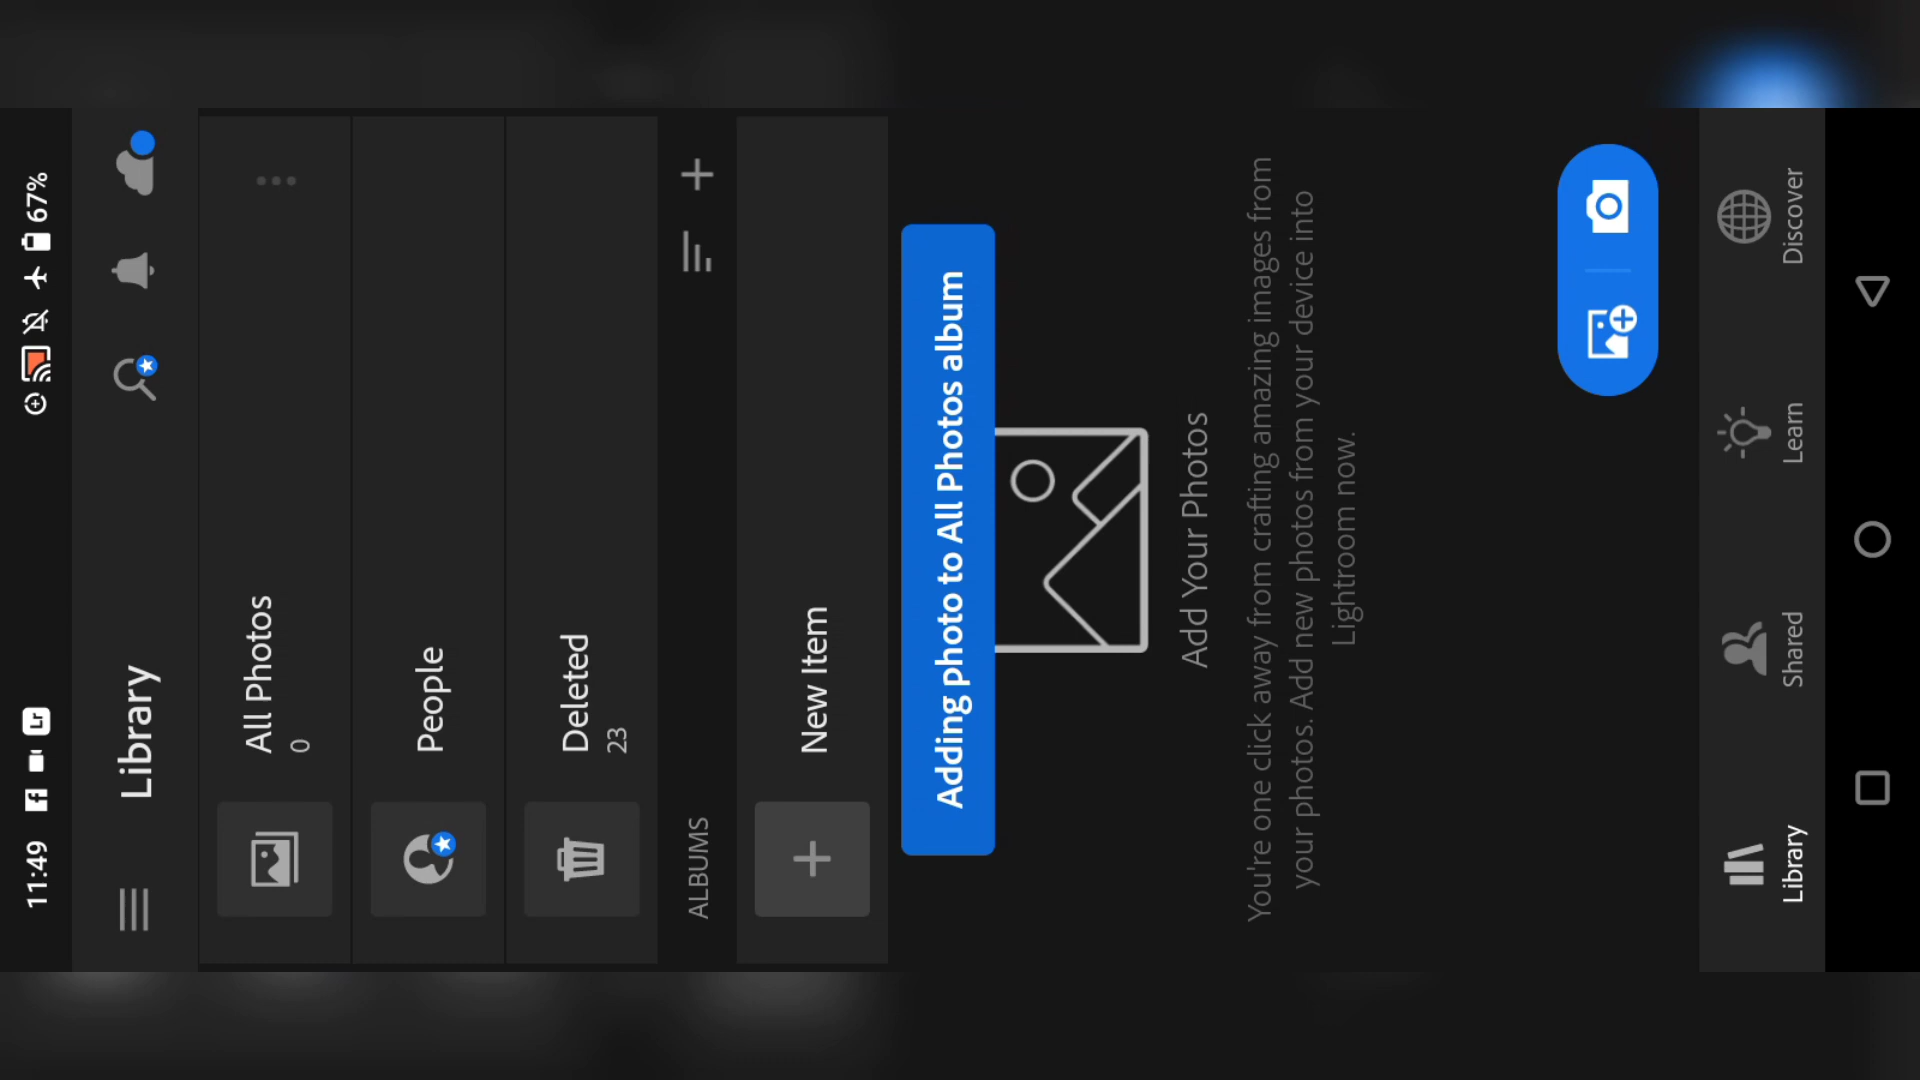 11:49 f Lr 67%
Library
All Photos
0
People
Deleted
23
ALBUMS
New Item
Adding photo to All Photos album
Add Your Photos
You're one click away from crafting amazing images from
your photos. Add new photos from your device into
Lightroom now.
Library Shared Learn Discover